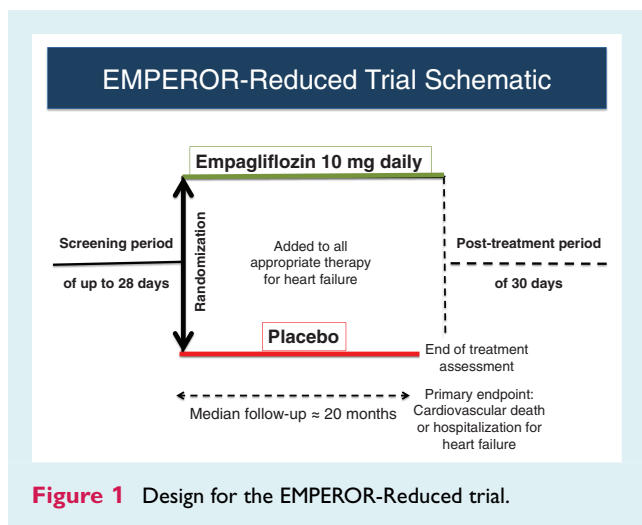 EMPEROR-Reduced Trial Schematic
Empagliflozin 10 mg daily
Screening period
of up to 28 days
Randomization
Added to all
appropriate therapy
for heart failure
Post-treatment period
of 30 days
Placebo
End of treatment
assessment
Median follow-up ≈ 20 months
Primary endpoint:
Cardiovascular death
or hospitalization for
heart failure
Figure 1 Design for the EMPEROR-Reduced trial.